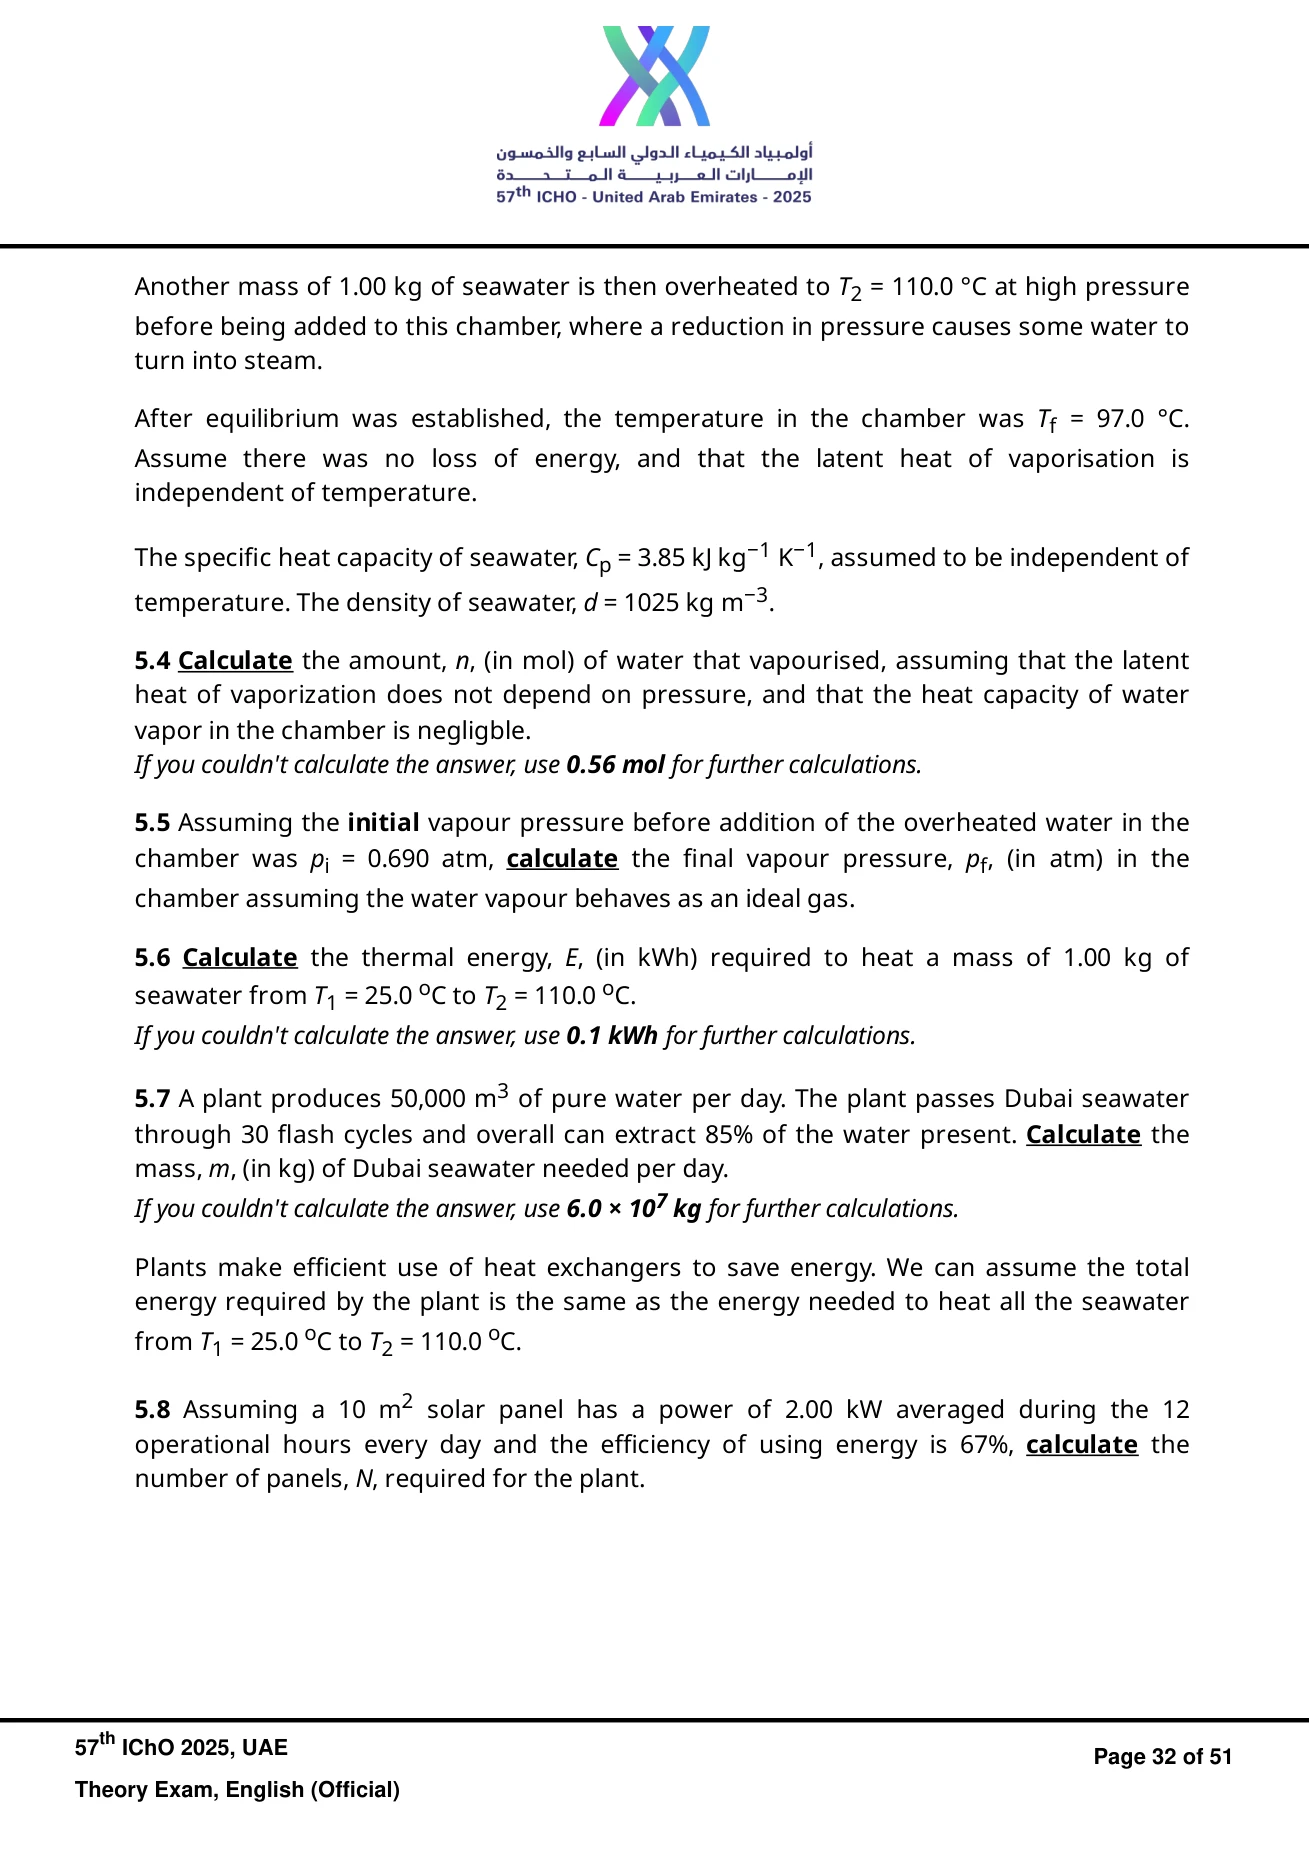 أولمبياد الكيمياء الدولي السابع والخمسون
الإمارات العربية المتحدة
57th ICHO - United Arab Emirates - 2025
Another mass of 1.00 kg of seawater is then overheated to T2 = 110.0 °C at high pressure
before being added to this chamber, where a reduction in pressure causes some water to
turn into steam.
After equilibrium was established, the temperature in the chamber was Tf = 97.0 °C.
Assume there was no loss of energy, and that the latent heat of vaporisation is
independent of temperature.
The specific heat capacity of seawater, Cp = 3.85 kJ kg−1 K−1, assumed to be independent of
temperature. The density of seawater, d = 1025 kg m−3.
5.4 Calculate the amount, n, (in mol) of water that vapourised, assuming that the latent
heat of vaporization does not depend on pressure, and that the heat capacity of water
vapor in the chamber is negligble.
If you couldn't calculate the answer, use 0.56 mol for further calculations.
5.5 Assuming the initial vapour pressure before addition of the overheated water in the
chamber was pi = 0.690 atm, calculate the final vapour pressure, pf, (in atm) in the
chamber assuming the water vapour behaves as an ideal gas.
5.6 Calculate the thermal energy, E, (in kWh) required to heat a mass of 1.00 kg of
seawater from T1 = 25.0 oC to T2 = 110.0 oC.
If you couldn't calculate the answer, use 0.1 kWh for further calculations.
5.7 A plant produces 50,000 m3 of pure water per day. The plant passes Dubai seawater
through 30 flash cycles and overall can extract 85% of the water present. Calculate the
mass, m, (in kg) of Dubai seawater needed per day.
If you couldn't calculate the answer, use 6.0 × 107 kg for further calculations.
Plants make efficient use of heat exchangers to save energy. We can assume the total
energy required by the plant is the same as the energy needed to heat all the seawater
from T1 = 25.0 oC to T2 = 110.0 oC.
5.8 Assuming a 10 m2 solar panel has a power of 2.00 kW averaged during the 12
operational hours every day and the efficiency of using energy is 67%, calculate the
number of panels, N, required for the plant.
57th IChO 2025, UAE
Page 32 of 51
Theory Exam, English (Official)